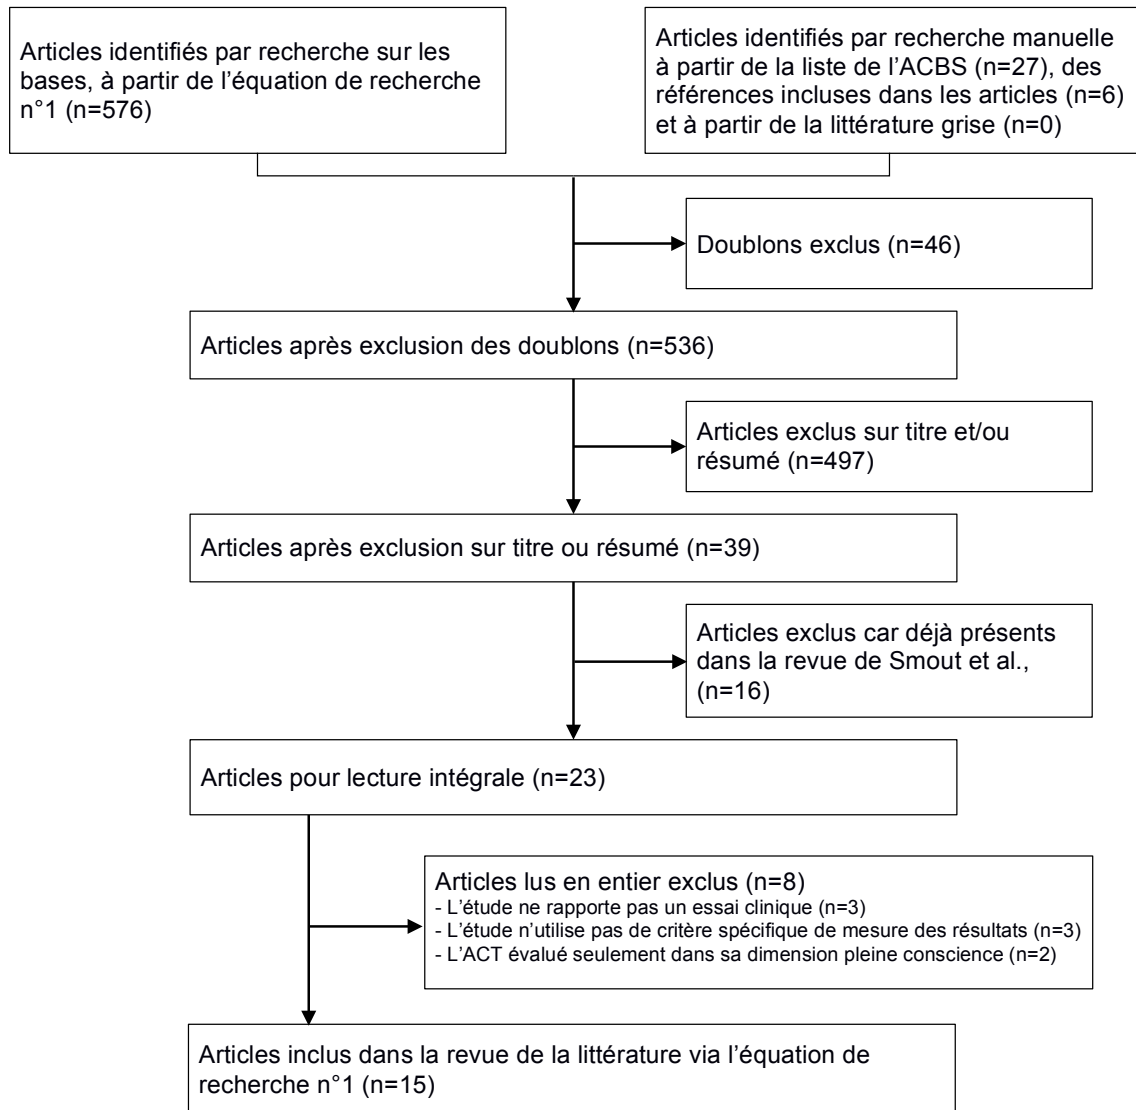 Articles identifiés par recherche sur les
bases, à partir de l’équation de recherche
n°1 (n=576)
Articles identifiés par recherche manuelle
à partir de la liste de l’ACBS (n=27), des
références incluses dans les articles (n=6)
et à partir de la littérature grise (n=0)
Doublons exclus (n=46)
Articles après exclusion des doublons (n=536)
Articles exclus sur titre et/ou
résumé (n=497)
Articles après exclusion sur titre ou résumé (n=39)
Articles exclus car déjà présents
dans la revue de Smout et al.,
(n=16)
Articles pour lecture intégrale (n=23)
Articles lus en entier exclus (n=8)
- L’étude ne rapporte pas un essai clinique (n=3)
- L’étude n’utilise pas de critère spécifique de mesure des résultats (n=3)
- L’ACT évalué seulement dans sa dimension pleine conscience (n=2)
Articles inclus dans la revue de la littérature via l’équation de
recherche n°1 (n=15)